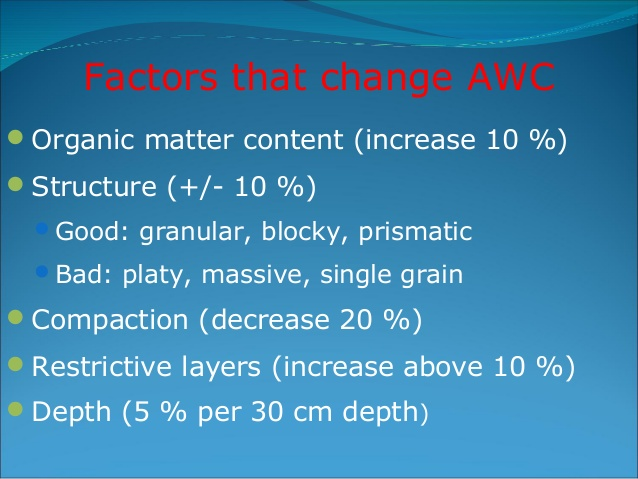 Factors that change AWC
Organic matter content (increase 10 %)
Structure (+/- 10 %)
Good: granular, blocky, prismatic
Bad: platy, massive, single grain
Compaction (decrease 20 %)
Restrictive layers (increase above 10 %)
Depth (5 % per 30 cm depth)